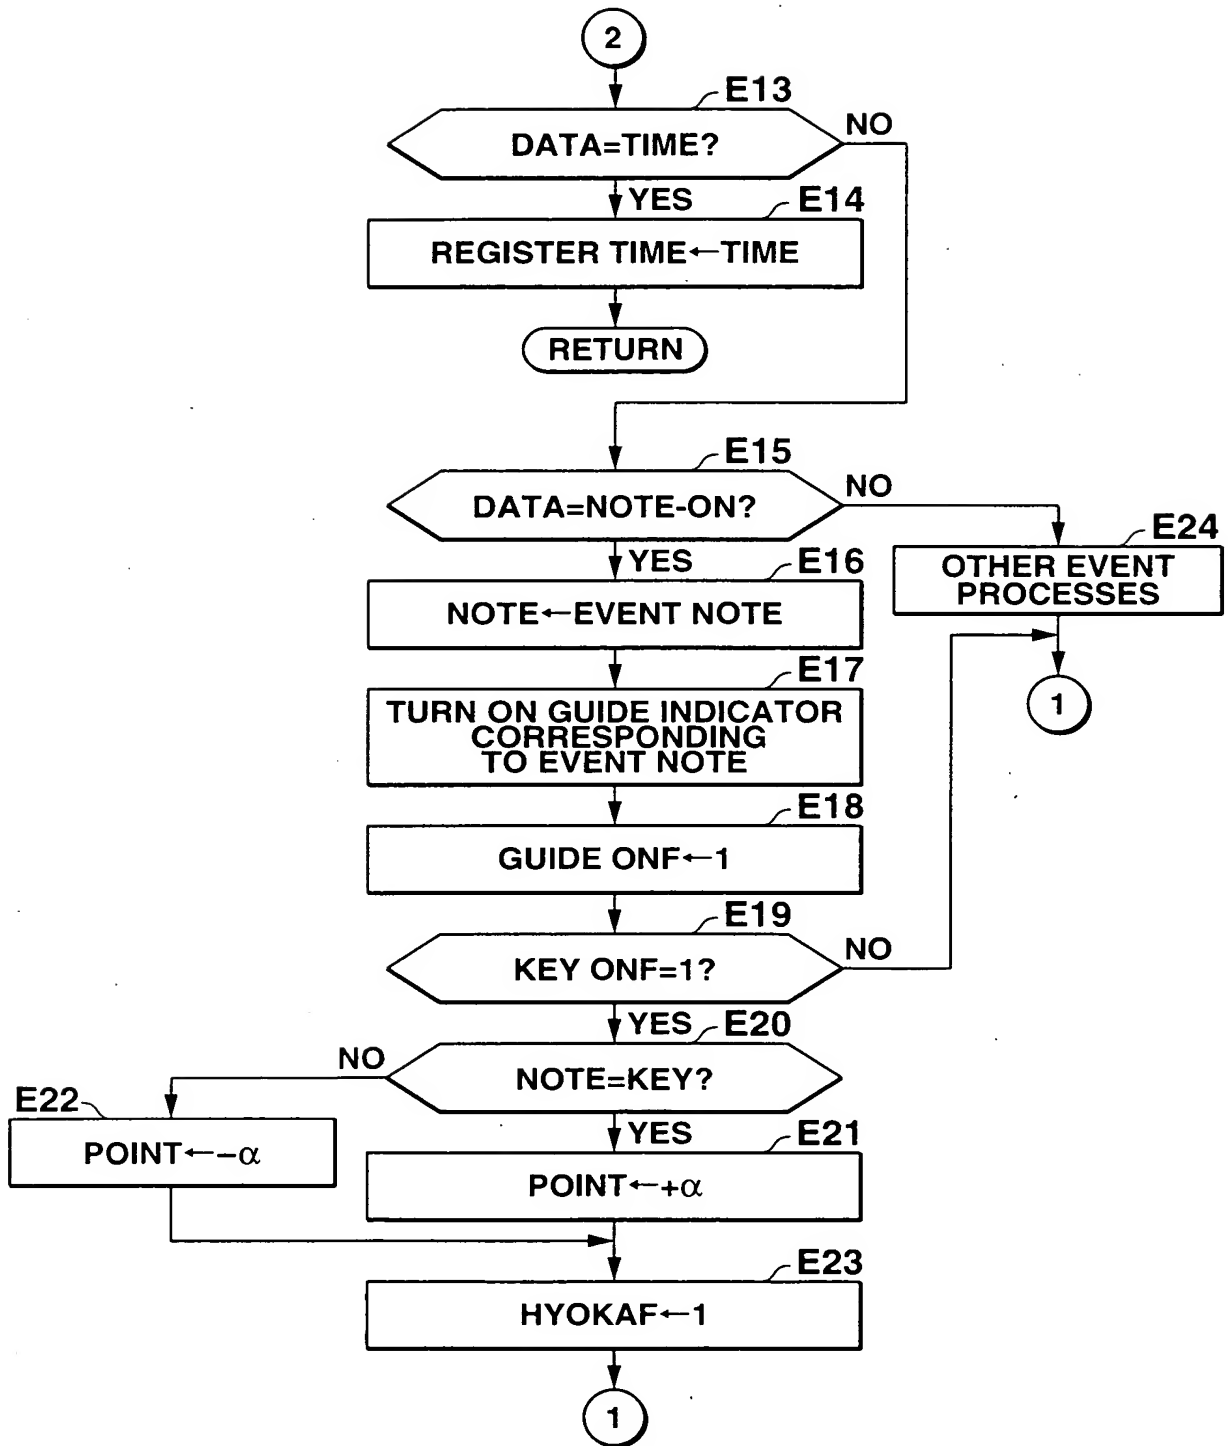 2
E13
DATA=TIME?
NO
YES
E14
REGISTER TIME←TIME
RETURN
E15
DATA=NOTE-ON?
NO
YES
E24
OTHER EVENT
PROCESSES
E16
NOTE←EVENT NOTE
E17
TURN ON GUIDE INDICATOR
CORRESPONDING
TO EVENT NOTE
1
E18
GUIDE ONF←1
E19
KEY ONF=1?
NO
YES
E20
NOTE=KEY?
NO
YES
E22
POINT←−α
E21
POINT←+α
E23
HYOKAF←1
1